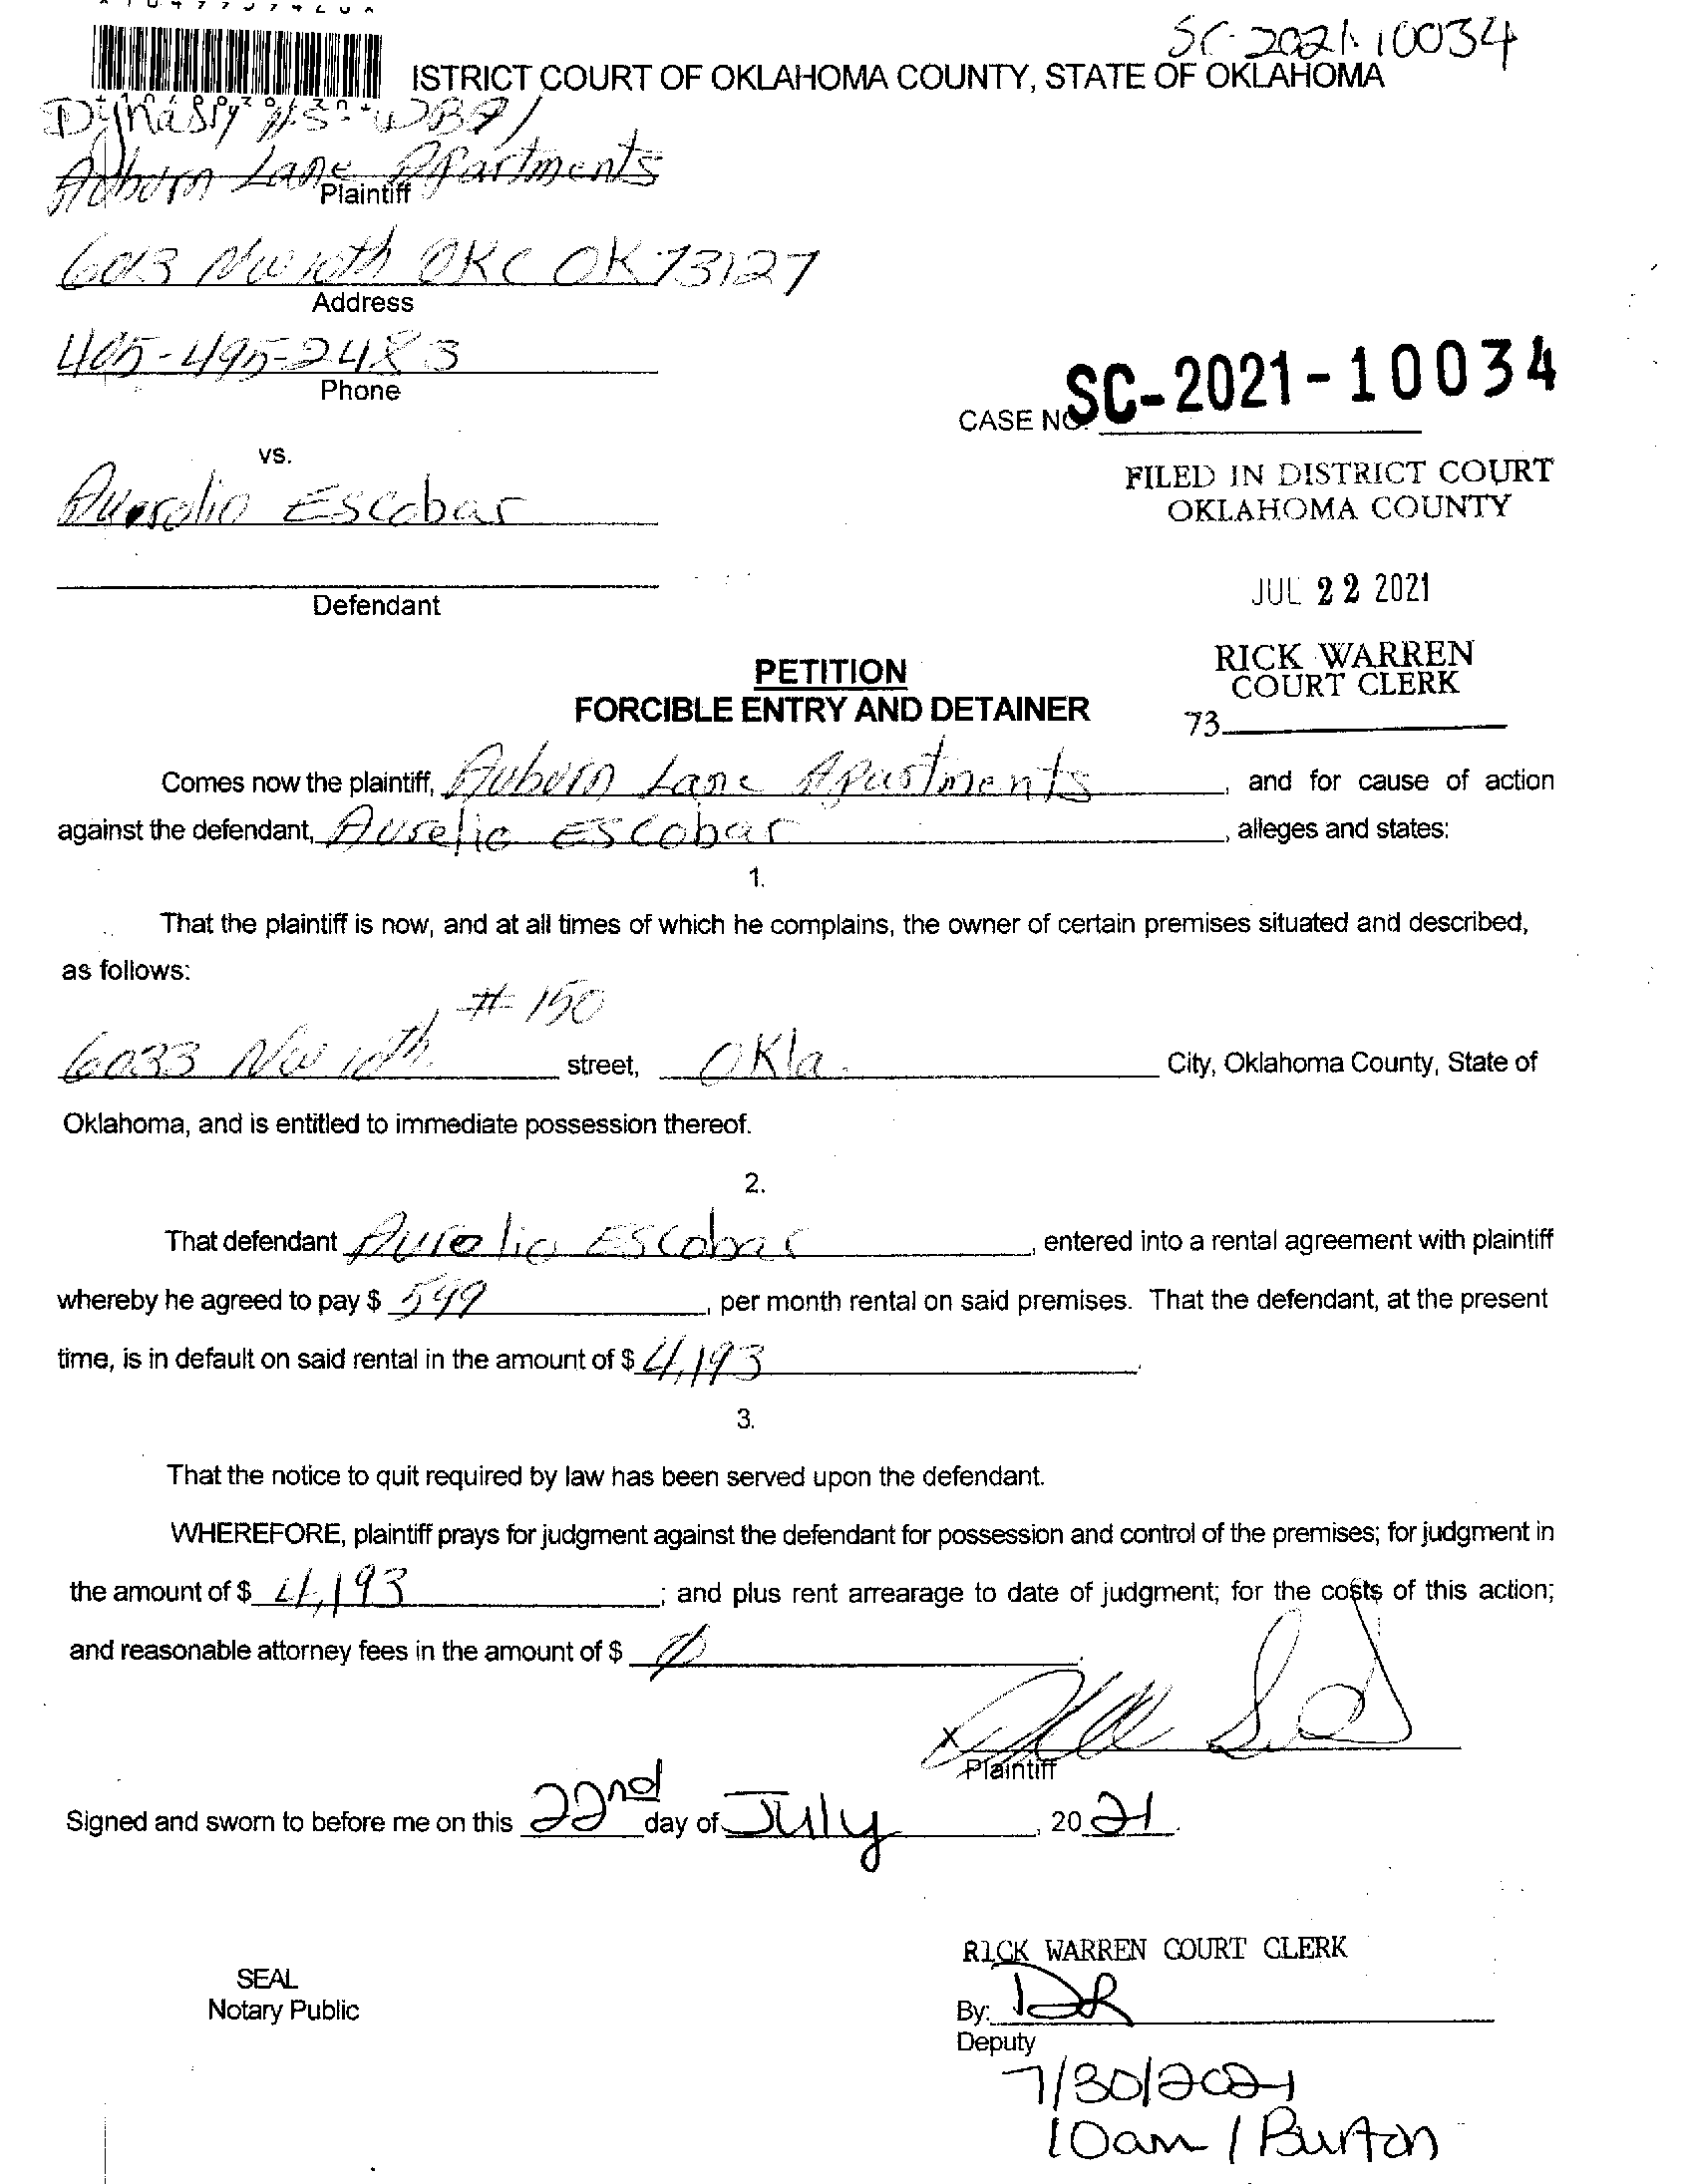 SC-2021-10034
ISTRICT COURT OF OKLAHOMA COUNTY, STATE OF OKLAHOMA
Dynasty
Auburn Lane Apartments
Plaintiff
6013 NW 10th OKC OK 73127
Address
405-495-2483
Phone
CASE NO. SC-2021-10034
vs.
Escobar
FILED IN DISTRICT COURT
OKLAHOMA COUNTY
Defendant
JUL 22 2021
RICK WARREN
COURT CLERK
73
PETITION
FORCIBLE ENTRY AND DETAINER
Comes now the plaintiff, Auburn Lane Apartments, and for cause of action
against the defendant, Aurelio Escobar, alleges and states:
1.
That the plaintiff is now, and at all times of which he complains, the owner of certain premises situated and described,
as follows:
# 150
6033 NW 10th street, Okla. City, Oklahoma County, State of
Oklahoma, and is entitled to immediate possession thereof.
2.
That defendant Aurelio Escobar, entered into a rental agreement with plaintiff
whereby he agreed to pay $ 599, per month rental on said premises. That the defendant, at the present
time, is in default on said rental in the amount of $ 4,193.
3.
That the notice to quit required by law has been served upon the defendant.
WHEREFORE, plaintiff prays for judgment against the defendant for possession and control of the premises; for judgment in
the amount of $ 4,193; and plus rent arrearage to date of judgment; for the costs of this action;
and reasonable attorney fees in the amount of $ Ø.
X
Plaintiff
Signed and sworn to before me on this 22nd day of July, 2021.
RICK WARREN COURT CLERK
SEAL
Notary Public
By: DR
Deputy
7/30/2021
10am / Burton